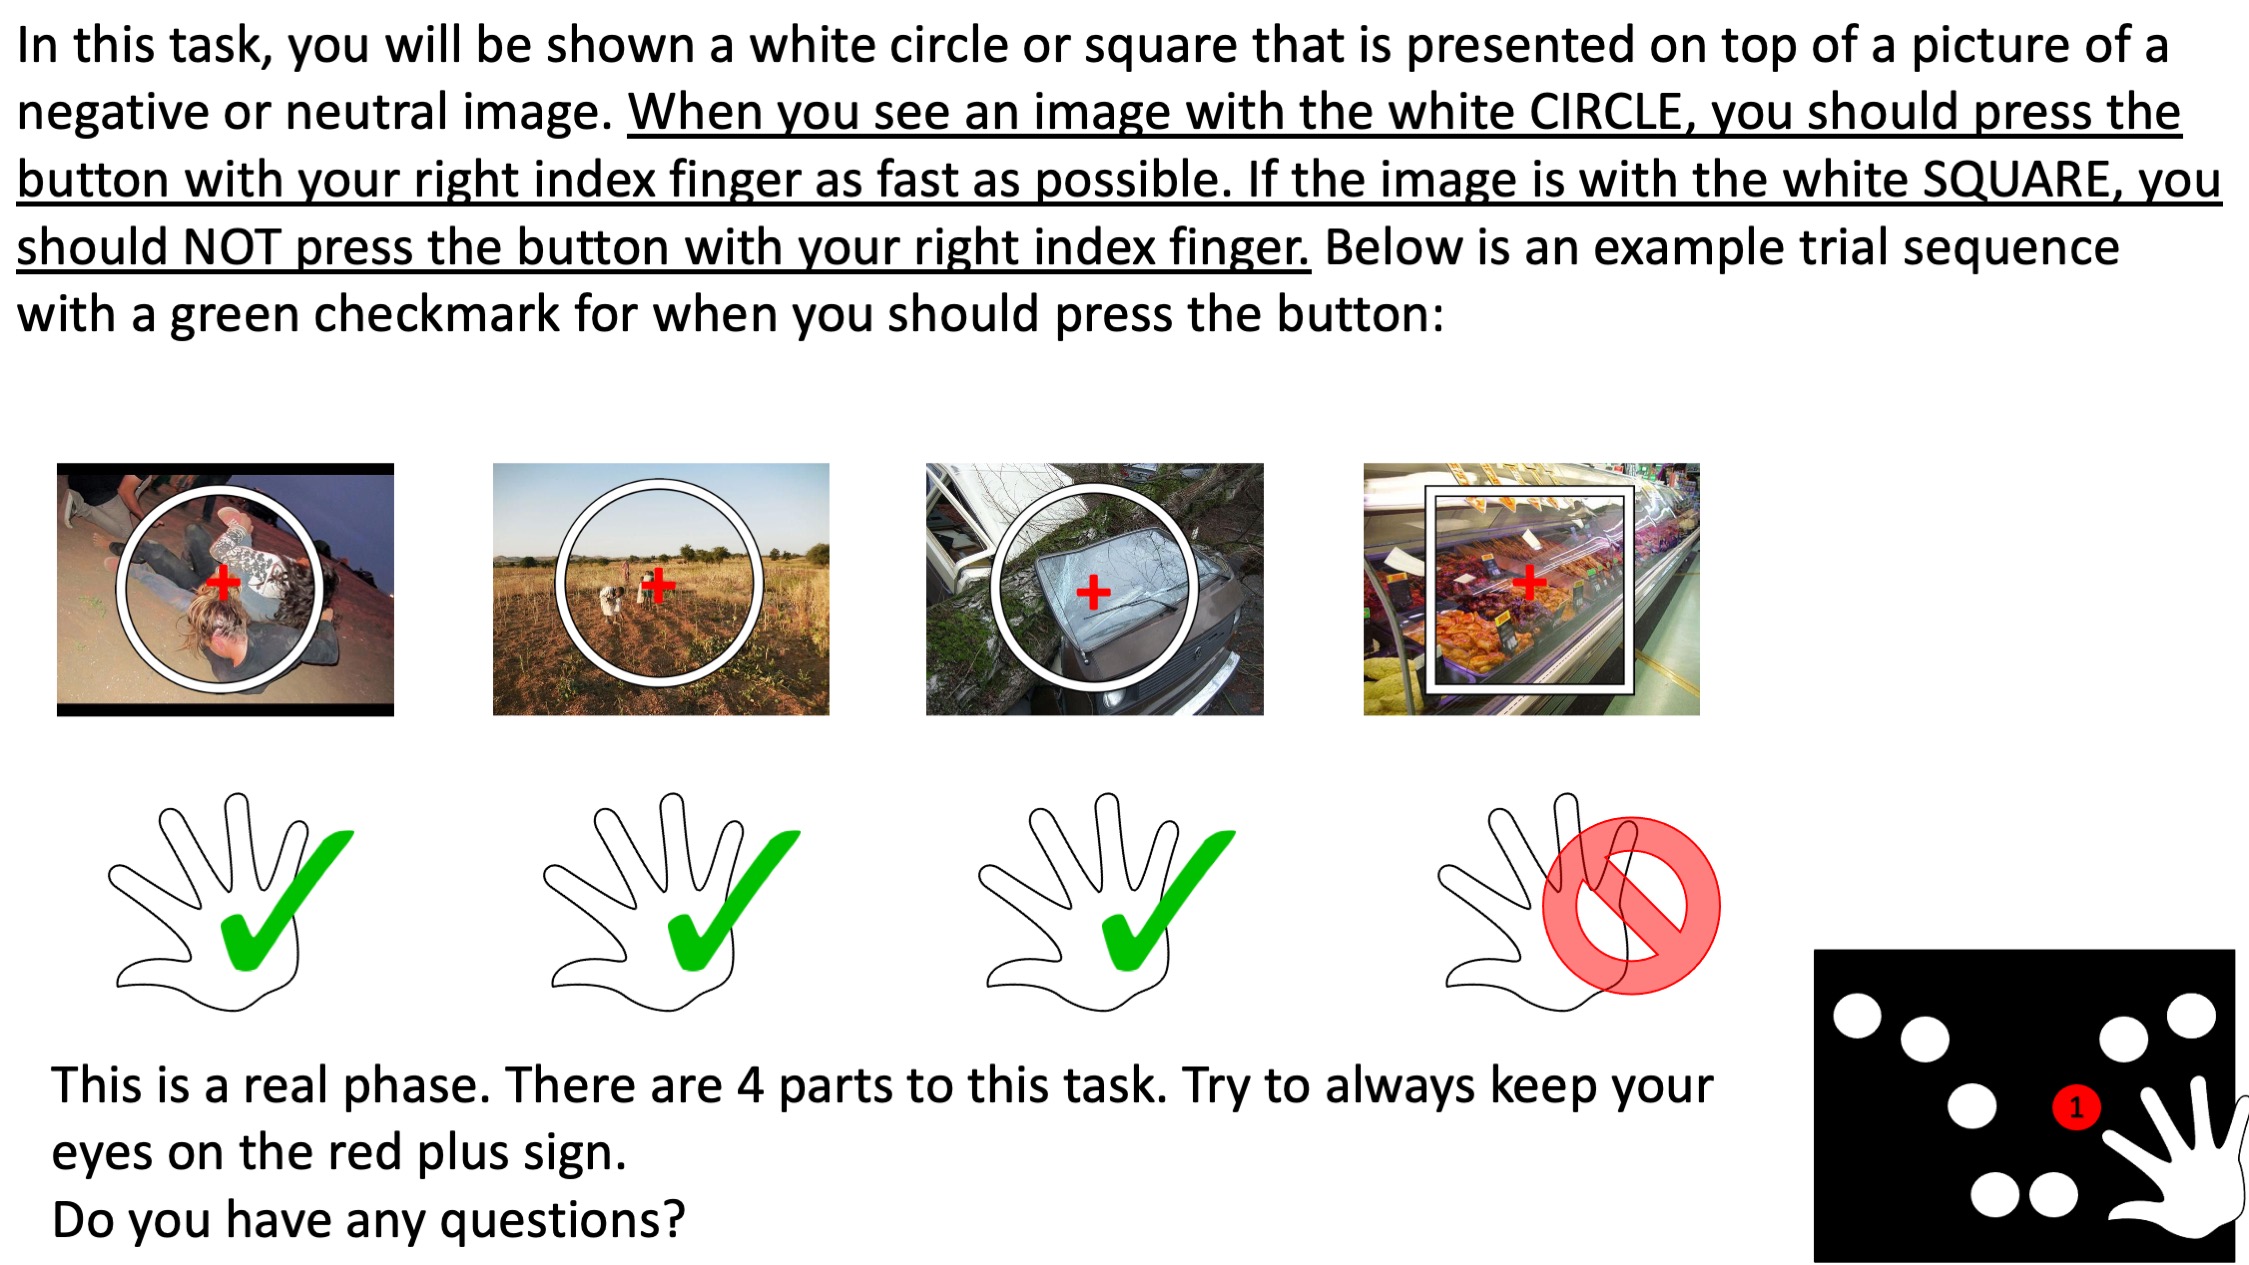 In this task, you will be shown a white circle or square that is presented on top of a picture of a
negative or neutral image. When you see an image with the white CIRCLE, you should press the
button with your right index finger as fast as possible. If the image is with the white SQUARE, you
should NOT press the button with your right index finger. Below is an example trial sequence
with a green checkmark for when you should press the button:
This is a real phase. There are 4 parts to this task. Try to always keep your
eyes on the red plus sign.
Do you have any questions?
1